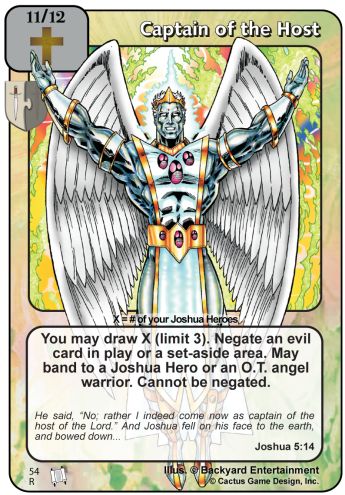 11/12
Captain of the Host
X = # of your Joshua Heroes
You may draw X (limit 3). Negate an evil
card in play or a set-aside area. May
band to a Joshua Hero or an O.T. angel
warrior. Cannot be negated.
He said, “No; rather I indeed come now as captain of the
host of the Lord.” And Joshua fell on his face to the earth,
and bowed down...
Joshua 5:14
54
R
Illus. © Backyard Entertainment
© Cactus Game Design, Inc.